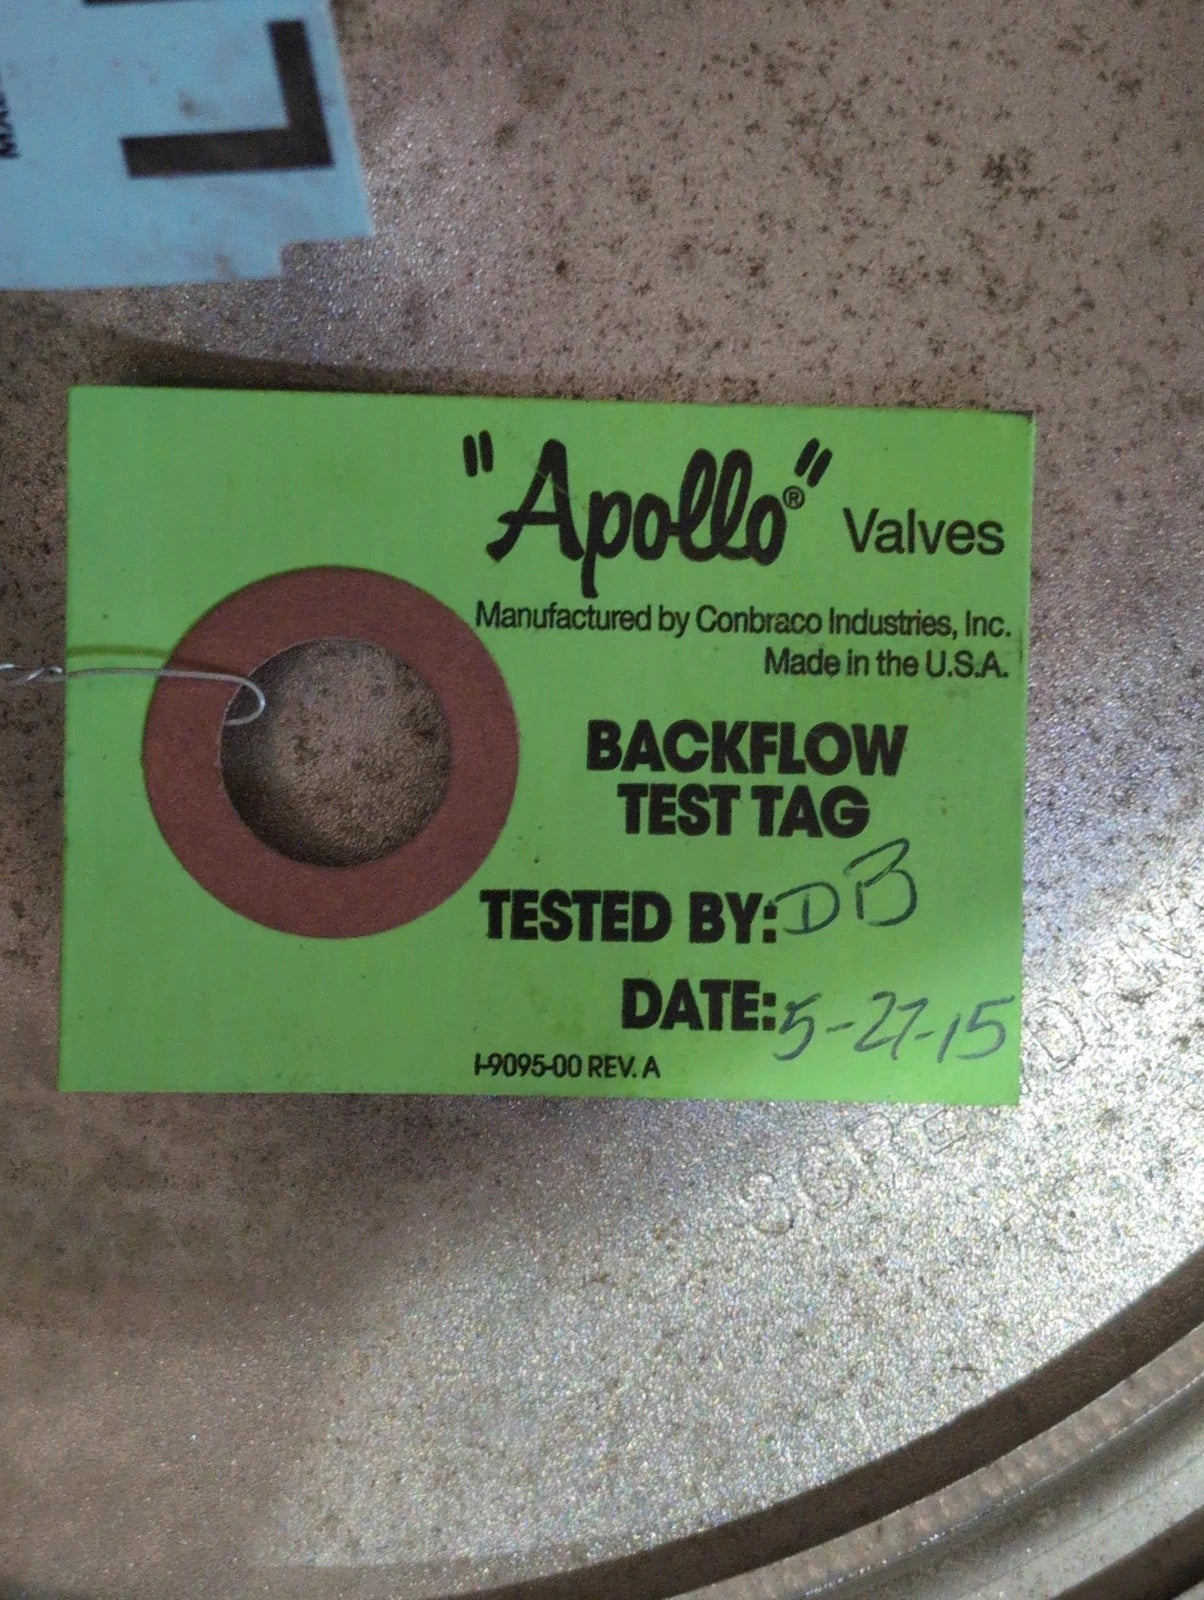 "Apollo®" Valves
Manufactured by Conbraco Industries, Inc.
Made in the U.S.A.
BACKFLOW
TEST TAG
TESTED BY: DB
DATE: 5-27-15
I-9095-00 REV. A